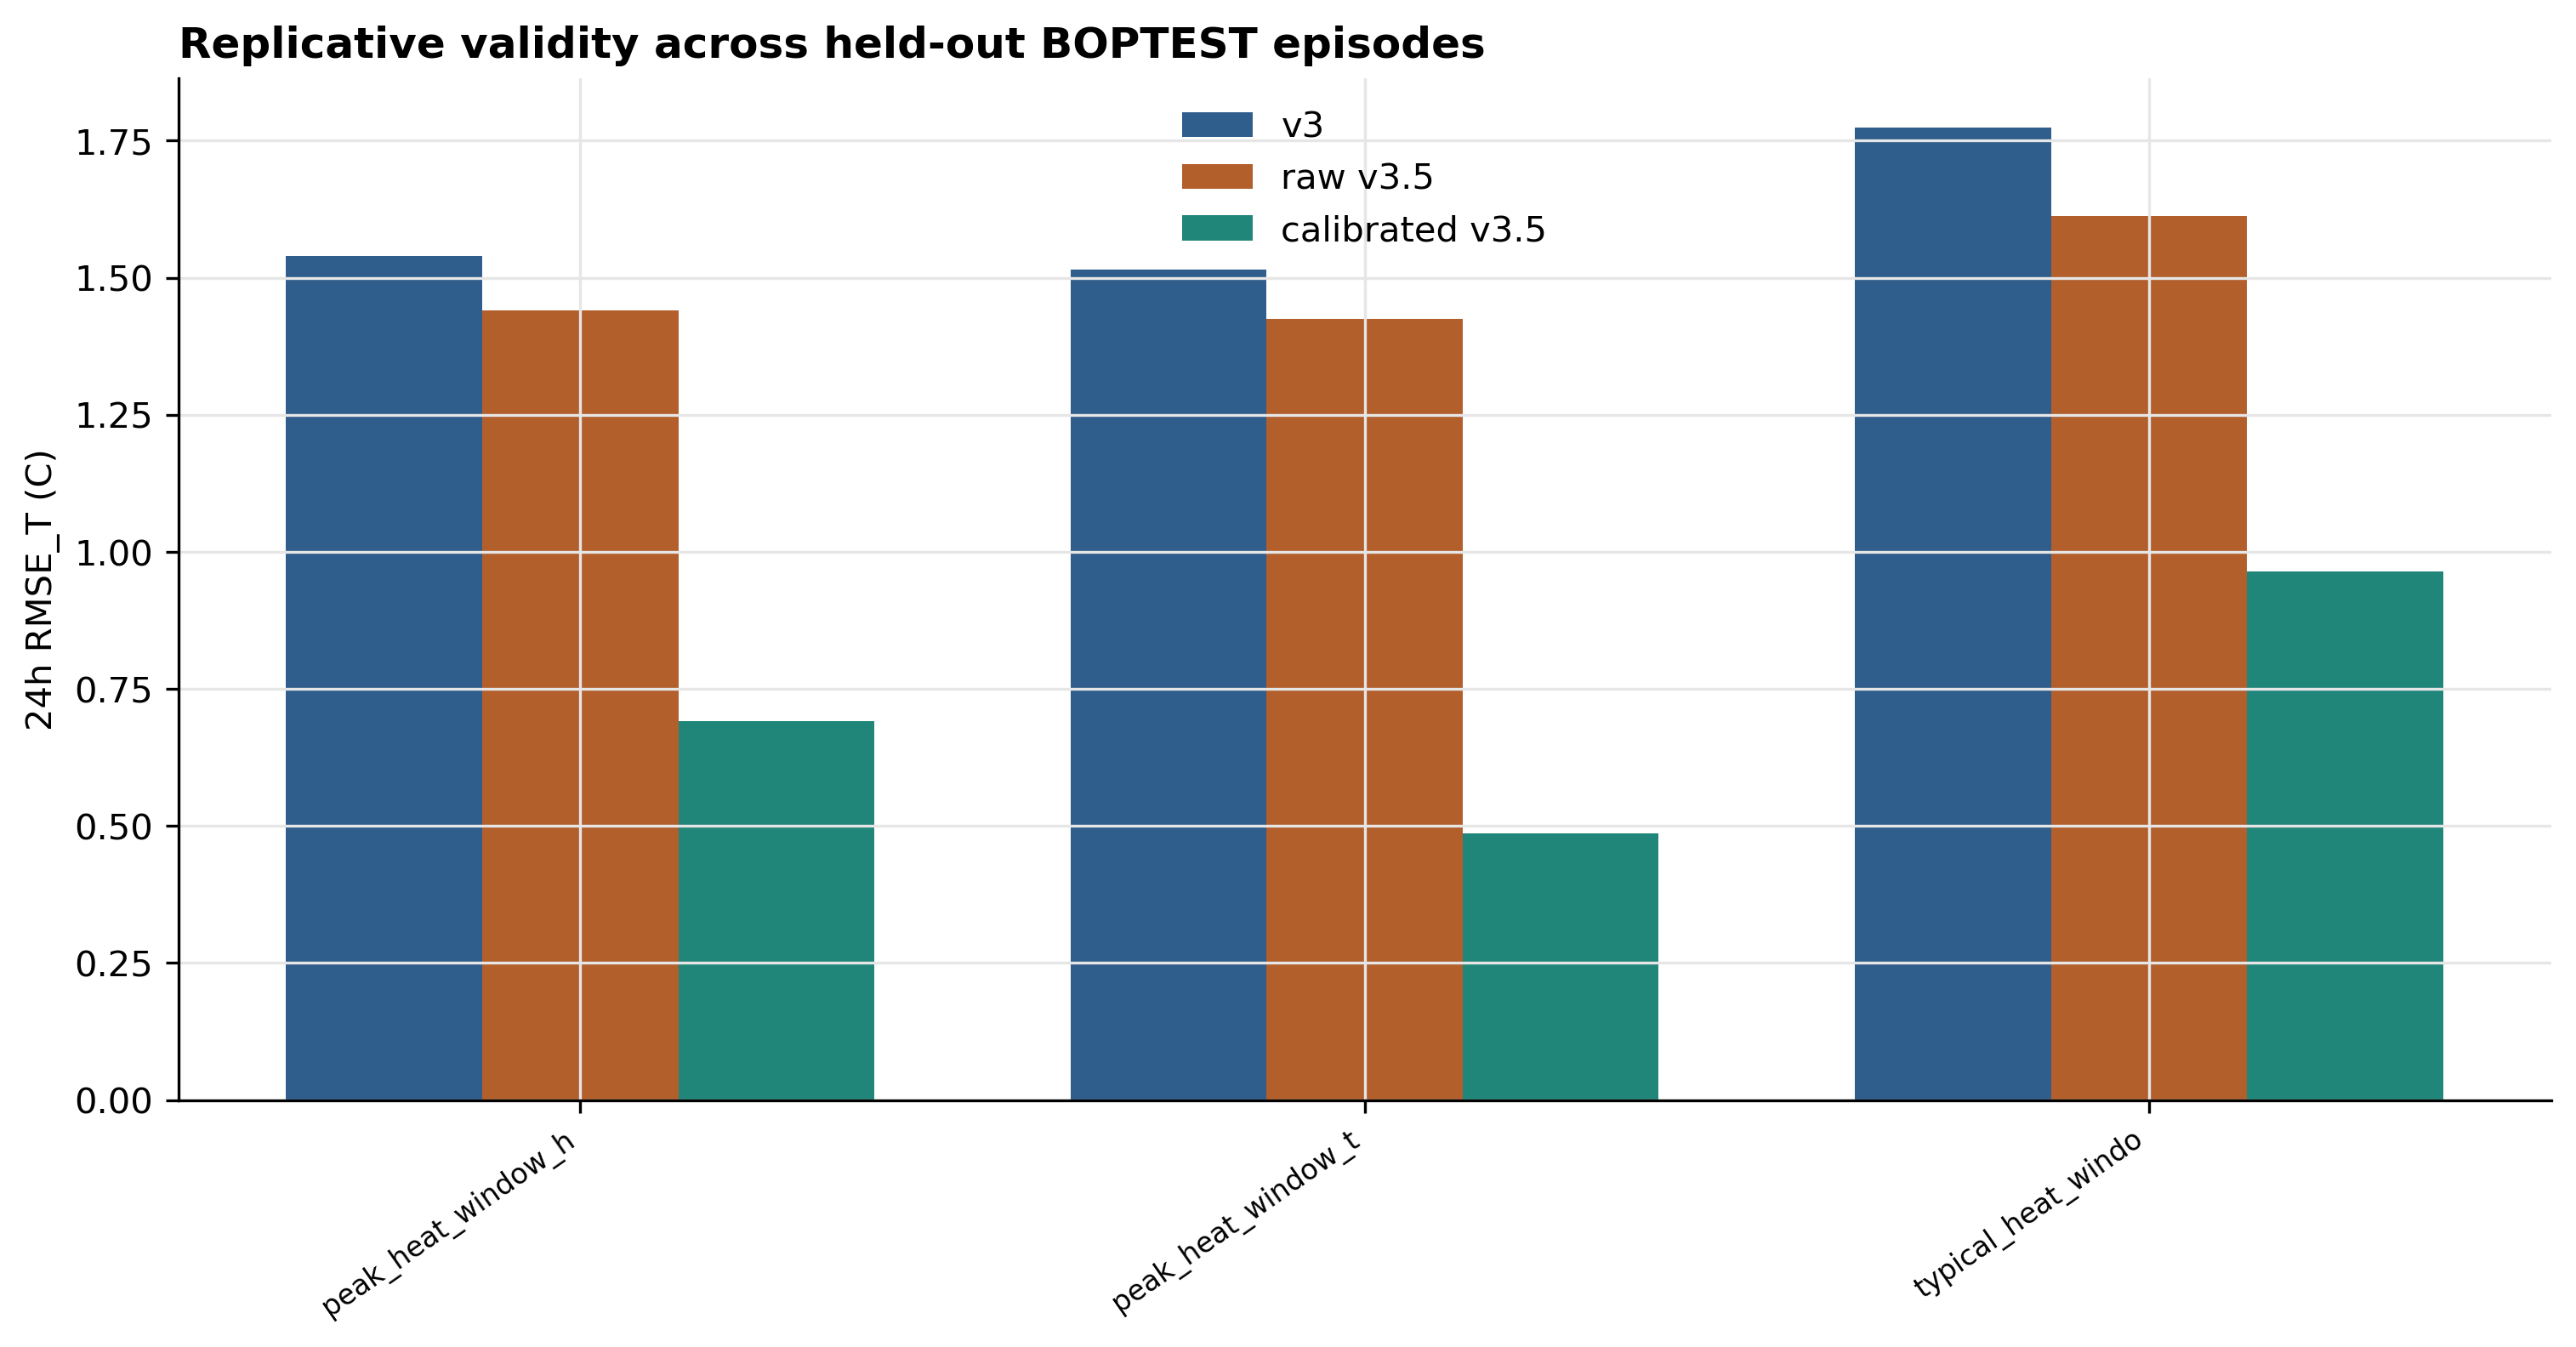 Replicative validity across held-out BOPTEST episodes
v3
raw v3.5
calibrated v3.5
24h RMSE_T (C)
1.75
1.50
1.25
1.00
0.75
0.50
0.25
0.00
peak_heat_window_h
peak_heat_window_t
typical_heat_windo